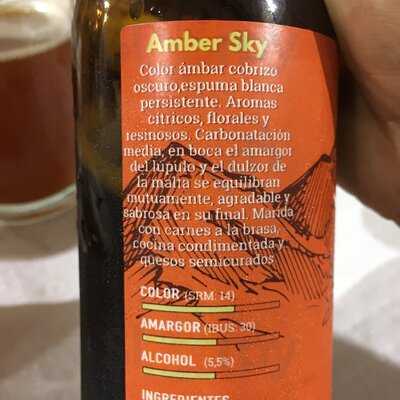 Amber Sky
Color ámbar cobrizo
oscuro,espuma blanca
persistente. Aromas
cítricos, florales y
resinosos. Carbonatación
media, en boca el amargor
del lúpulo y el dulzor de
la malta se equilibran
mutuamente, agradable y
sabrosa en su final. Marida
con carnes a la brasa,
cocina condimentada y
quesos semicurados
COLOR (SRM: 14)
AMARGOR (IBUS: 30)
ALCOHOL (5,5%)
INGREDIENTES